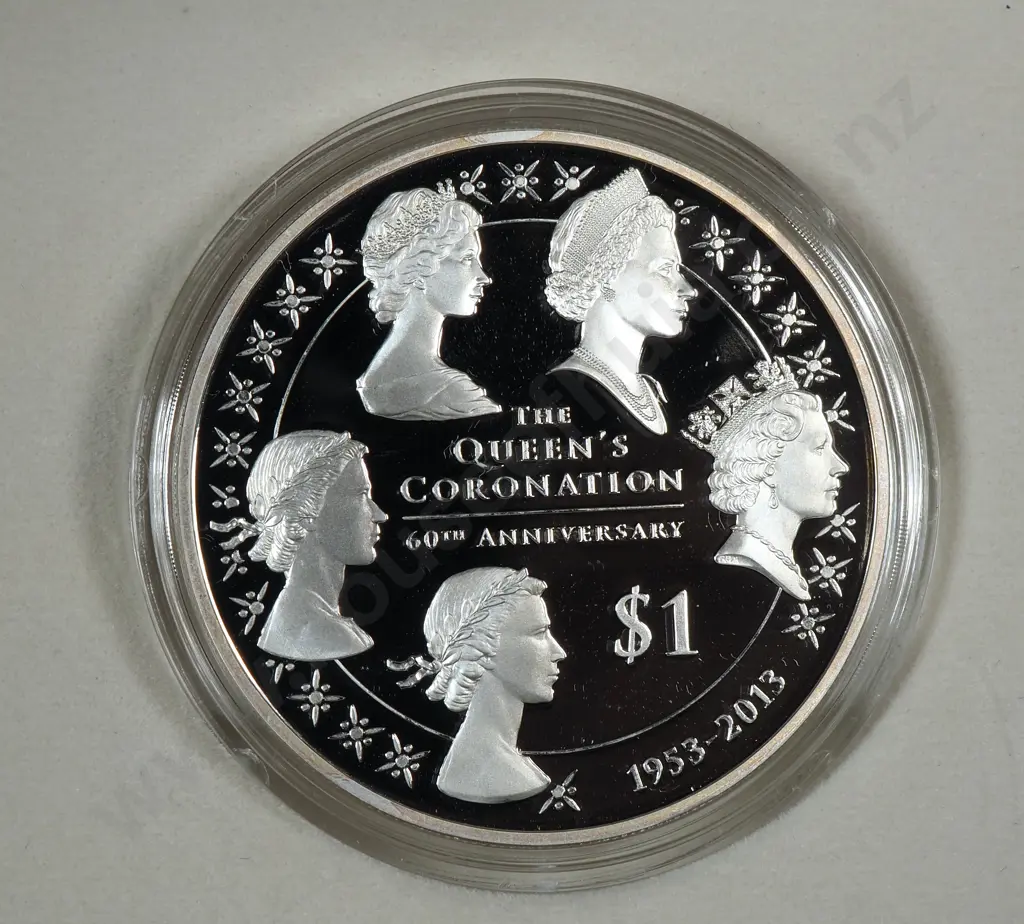 THE
QUEEN'S
CORONATION
60TH ANNIVERSARY
$1
1953-2013